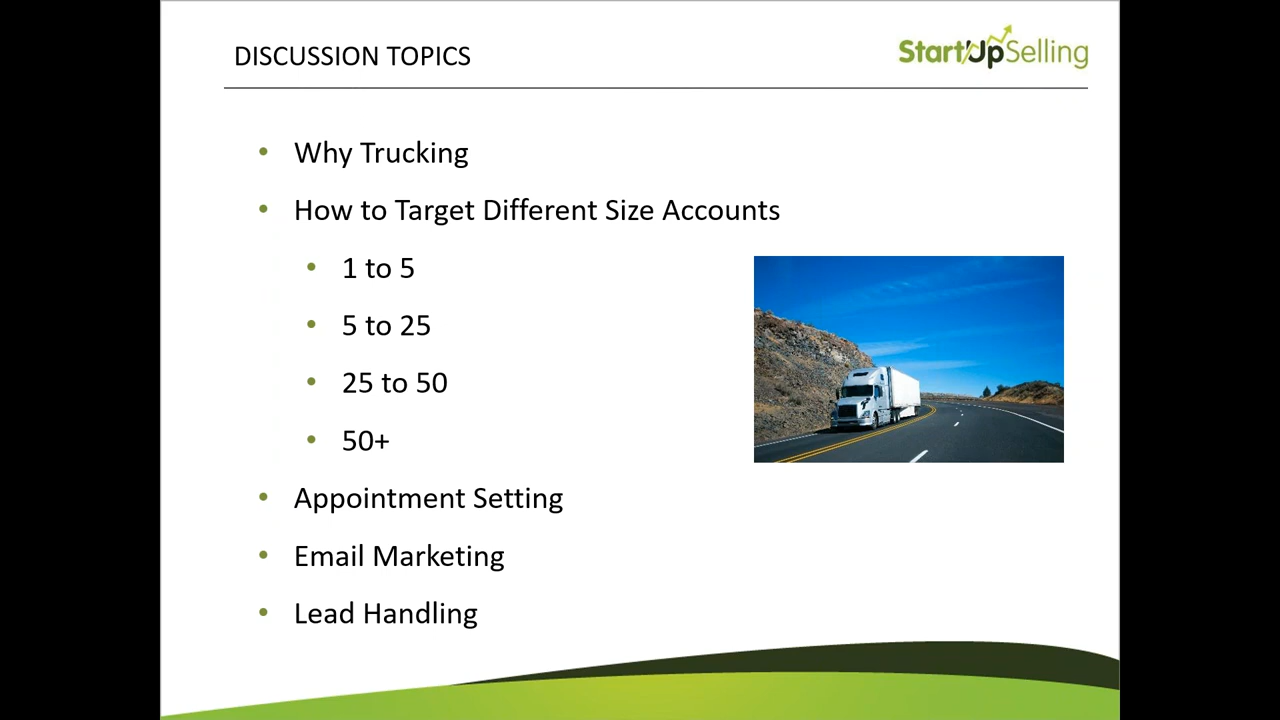 DISCUSSION TOPICS
StartUpSelling
• Why Trucking
• How to Target Different Size Accounts
• 1 to 5
• 5 to 25
• 25 to 50
• 50+
• Appointment Setting
• Email Marketing
• Lead Handling